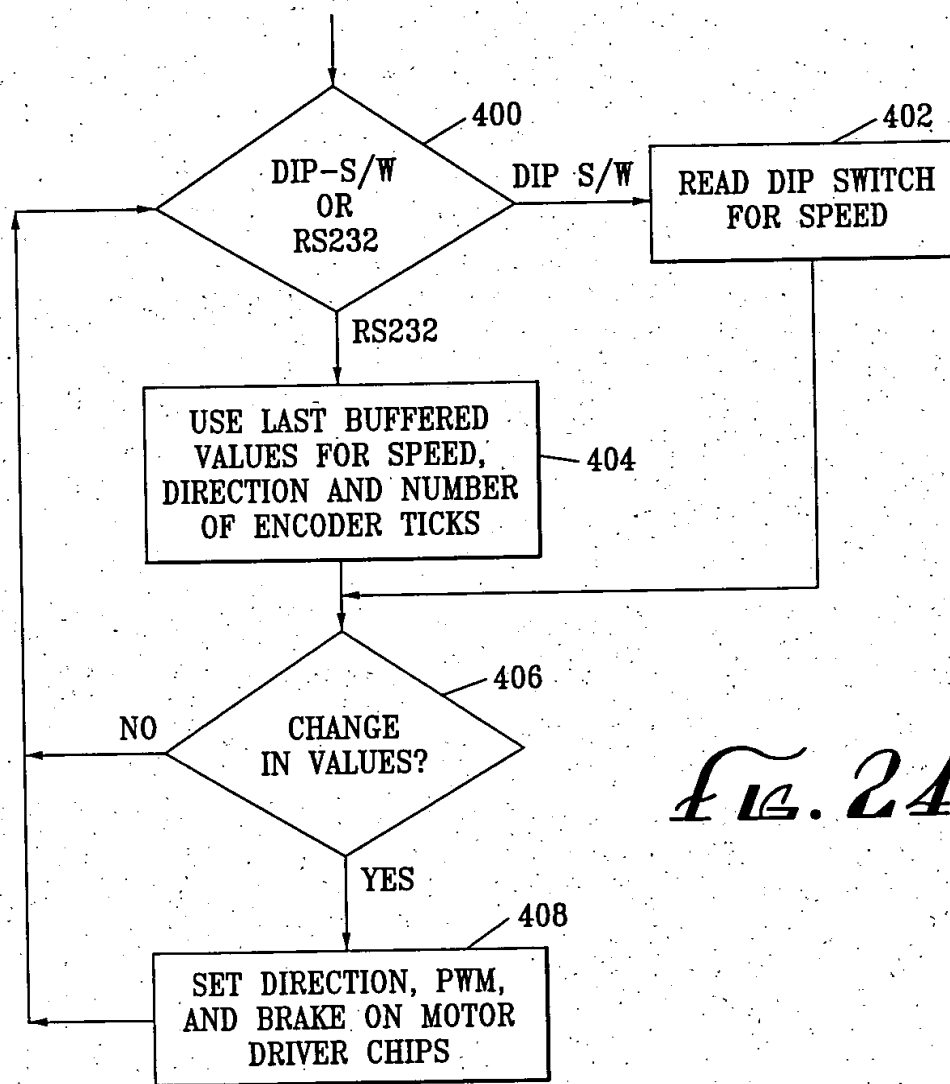 400
DIP-S/W
OR
RS232
DIP S/W
402
READ DIP SWITCH
FOR SPEED
RS232
USE LAST BUFFERED
VALUES FOR SPEED,
DIRECTION AND NUMBER
OF ENCODER TICKS
404
406
CHANGE
IN VALUES?
NO
YES
408
SET DIRECTION, PWM,
AND BRAKE ON MOTOR
DRIVER CHIPS
FIG. 24